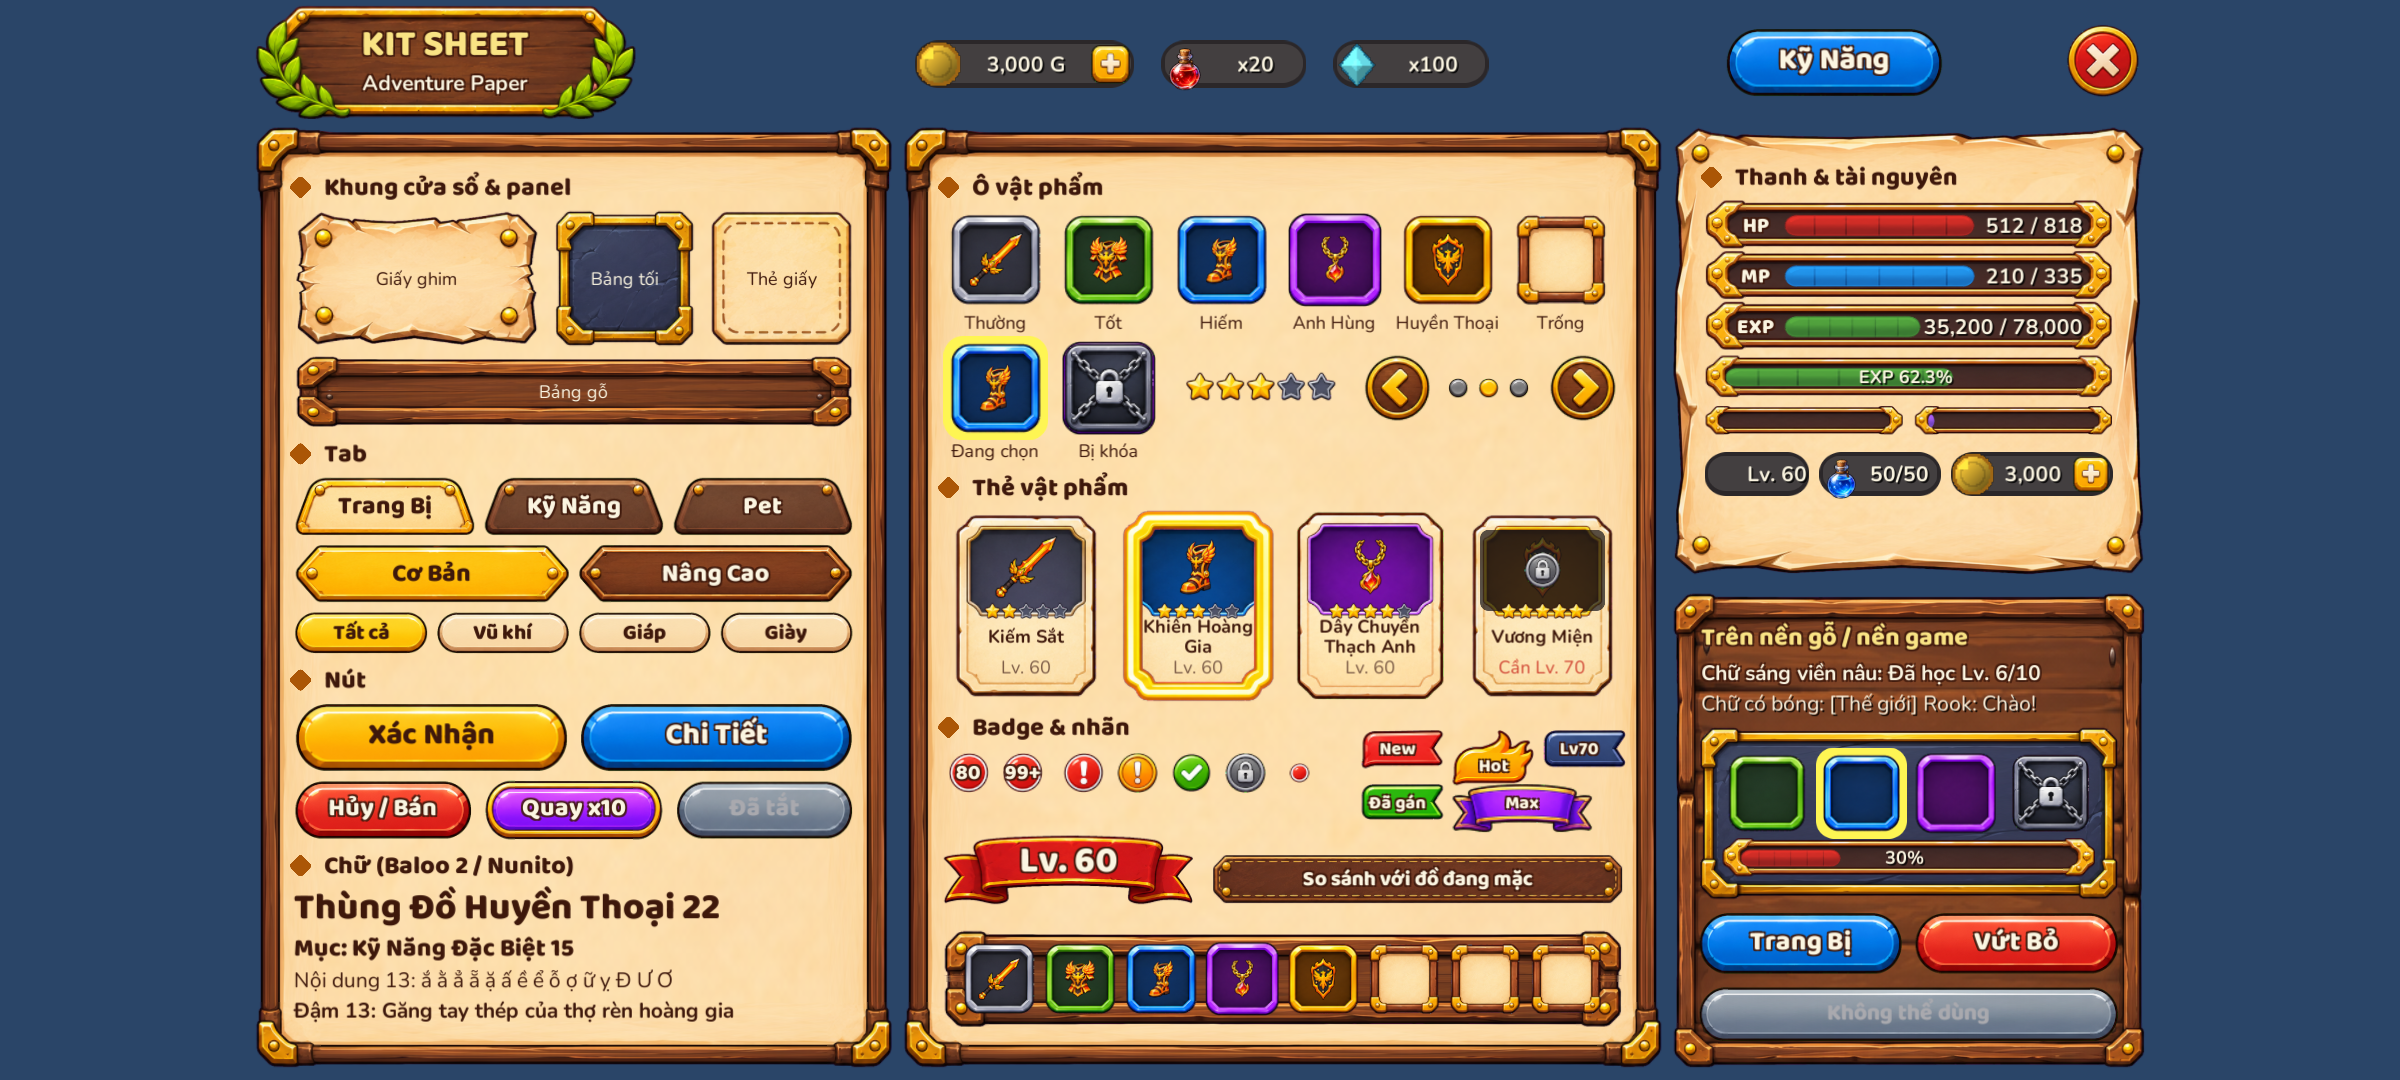 KIT SHEET
Adventure Paper
3,000 G
x20
x100
Kỹ Năng
Khung cửa sổ & panel
Giấy ghim
Bảng tối
Thẻ giấy
Bảng gỗ
Tab
Trang Bị
Kỹ Năng
Pet
Cơ Bản
Nâng Cao
Tất cả
Vũ khí
Giáp
Giày
Nút
Xác Nhận
Chi Tiết
Hủy / Bán
Quay x10
Đã tắt
Chữ (Baloo 2 / Nunito)
Thùng Đồ Huyền Thoại 22
Mục: Kỹ Năng Đặc Biệt 15
Nội dung 13: ắ ằ ẳ ẵ ặ ấ ề ể ỗ ợ ữ ỵ Đ Ư Ơ
Đậm 13: Găng tay thép của thợ rèn hoàng gia
Ô vật phẩm
Thường
Tốt
Hiếm
Anh Hùng
Huyền Thoại
Trống
Đang chọn
Bị khóa
Thẻ vật phẩm
Kiếm Sắt
Lv. 60
Khiên Hoàng
Gia
Lv. 60
Dây Chuyền
Thạch Anh
Lv. 60
Vương Miện
Cần Lv. 70
Badge & nhãn
80
99+
New
Hot
Lv70
Đã gán
Max
Lv. 60
So sánh với đồ đang mặc
Thanh & tài nguyên
HP
512 / 818
MP
210 / 335
EXP
35,200 / 78,000
EXP 62.3%
Lv. 60
50/50
3,000
Trên nền gỗ / nền game
Chữ sáng viền nâu: Đã học Lv. 6/10
Chữ có bóng: [Thế giới] Rook: Chào!
30%
Trang Bị
Vứt Bỏ
Không thể dùng